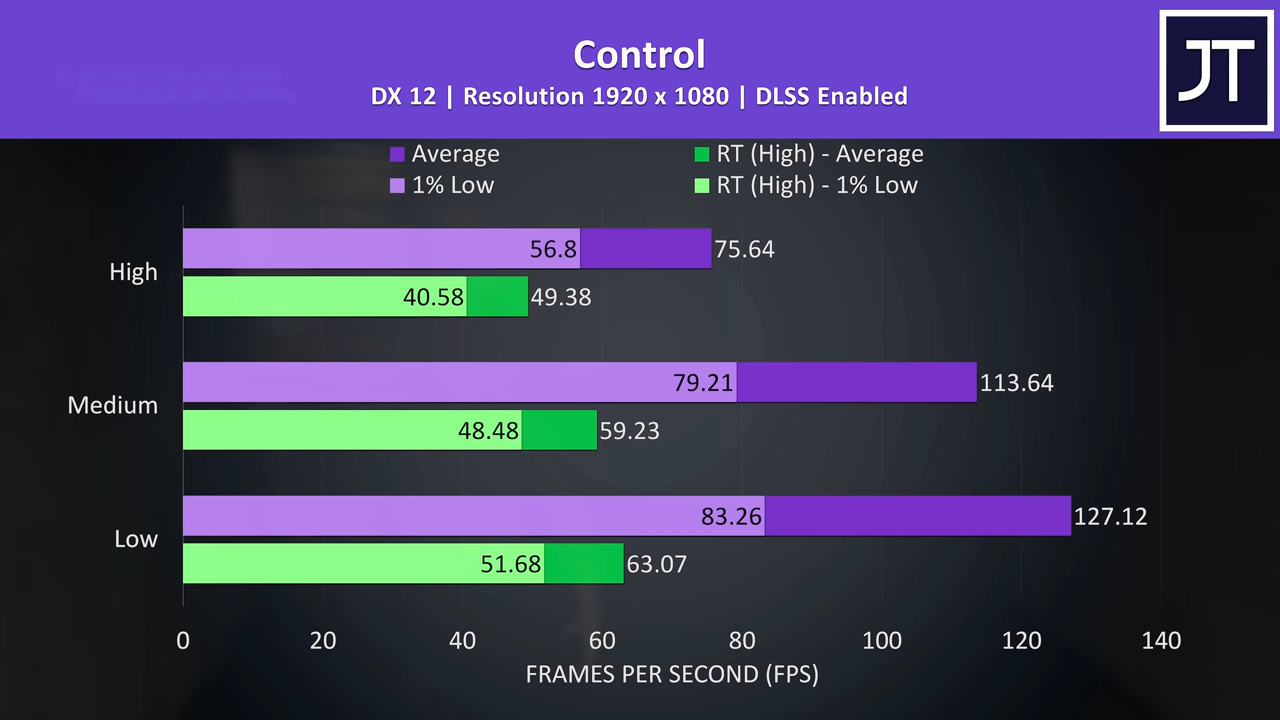 Control
DX 12 | Resolution 1920 x 1080 | DLSS Enabled
JT
Average
RT (High) - Average
1% Low
RT (High) - 1% Low
High
56.8
75.64
40.58
49.38
Medium
79.21
113.64
48.48
59.23
Low
83.26
127.12
51.68
63.07
0 20 40 60 80 100 120 140
FRAMES PER SECOND (FPS)